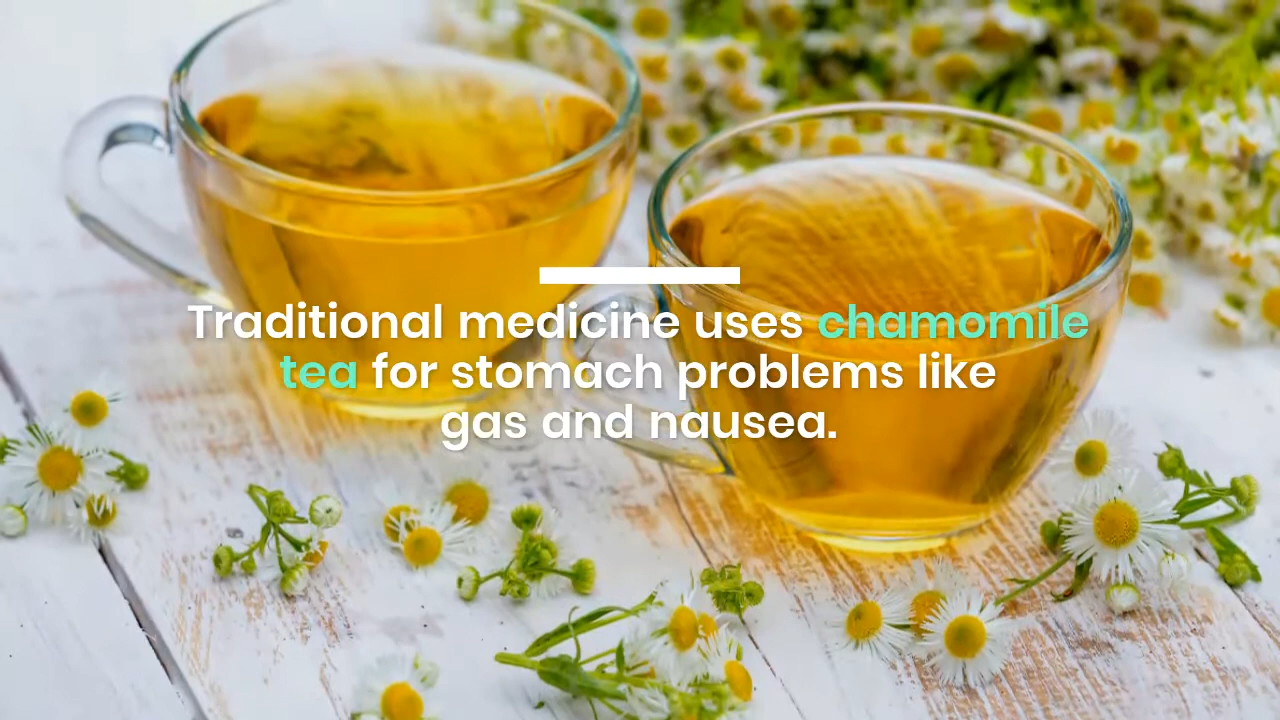 Traditional medicine uses chamomile
tea for stomach problems like
gas and nausea.